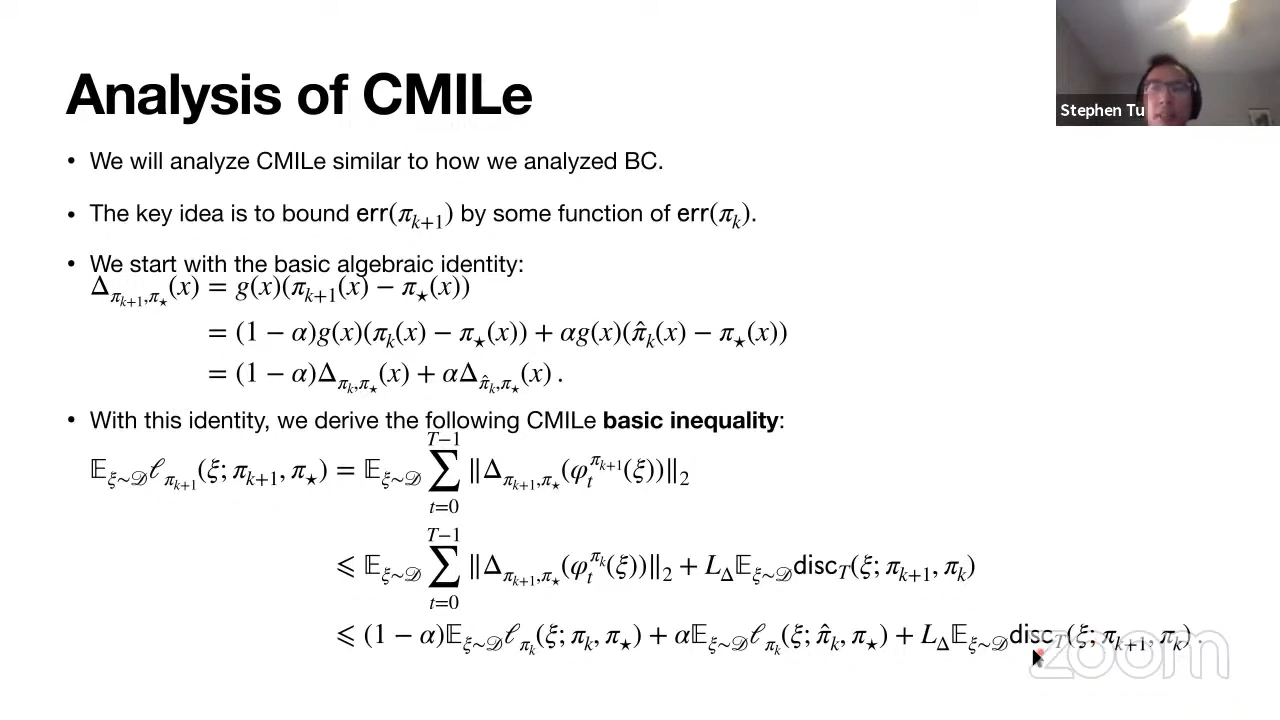 Analysis of CMILe
Stephen Tu
• We will analyze CMILe similar to how we analyzed BC.
• The key idea is to bound err(π_{k+1}) by some function of err(π_k).
• We start with the basic algebraic identity:
Δ_{π_{k+1},π_⋆}(x) = g(x)(π_{k+1}(x) − π_⋆(x))
= (1 − α)g(x)(π_k(x) − π_⋆(x)) + αg(x)(π̂_k(x) − π_⋆(x))
= (1 − α)Δ_{π_k,π_⋆}(x) + αΔ_{π̂_k,π_⋆}(x) .
• With this identity, we derive the following CMILe basic inequality:
𝔼_{ξ∼𝒟}ℓ_{π_{k+1}}(ξ; π_{k+1}, π_⋆) = 𝔼_{ξ∼𝒟} ∑_{t=0}^{T−1} ‖Δ_{π_{k+1},π_⋆}(φ_t^{π_{k+1}}(ξ))‖_2
⩽ 𝔼_{ξ∼𝒟} ∑_{t=0}^{T−1} ‖Δ_{π_{k+1},π_⋆}(φ_t^{π_k}(ξ))‖_2 + L_Δ𝔼_{ξ∼𝒟}disc_T(ξ; π_{k+1}, π_k)
⩽ (1 − α)𝔼_{ξ∼𝒟}ℓ_{π_k}(ξ; π_k, π_⋆) + α𝔼_{ξ∼𝒟}ℓ_{π_k}(ξ; π̂_k, π_⋆) + L_Δ𝔼_{ξ∼𝒟}disc_T(ξ; π_{k+1}, π_k) .
zoom